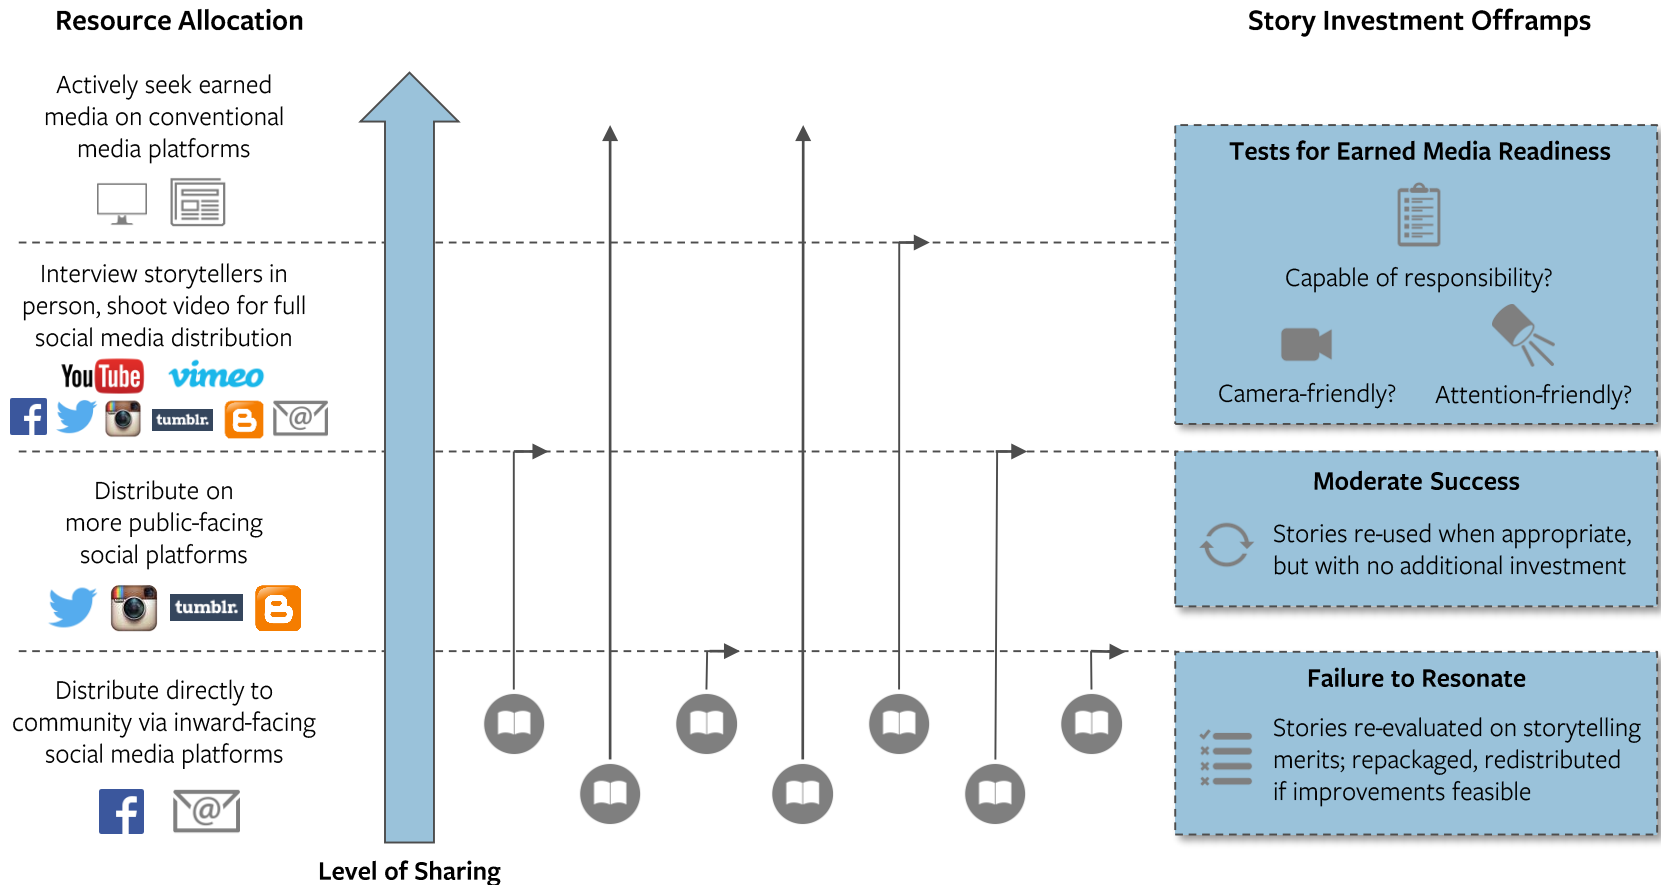 Resource Allocation
Story Investment Offramps
Actively seek earned
media on conventional
media platforms
Interview storytellers in
person, shoot video for full
social media distribution
YouTube
vimeo
tumblr.
Distribute on
more public-facing
social platforms
tumblr.
Distribute directly to
community via inward-facing
social media platforms
Level of Sharing
Tests for Earned Media Readiness
Capable of responsibility?
Camera-friendly?
Attention-friendly?
Moderate Success
Stories re-used when appropriate,
but with no additional investment
Failure to Resonate
Stories re-evaluated on storytelling
merits; repackaged, redistributed
if improvements feasible